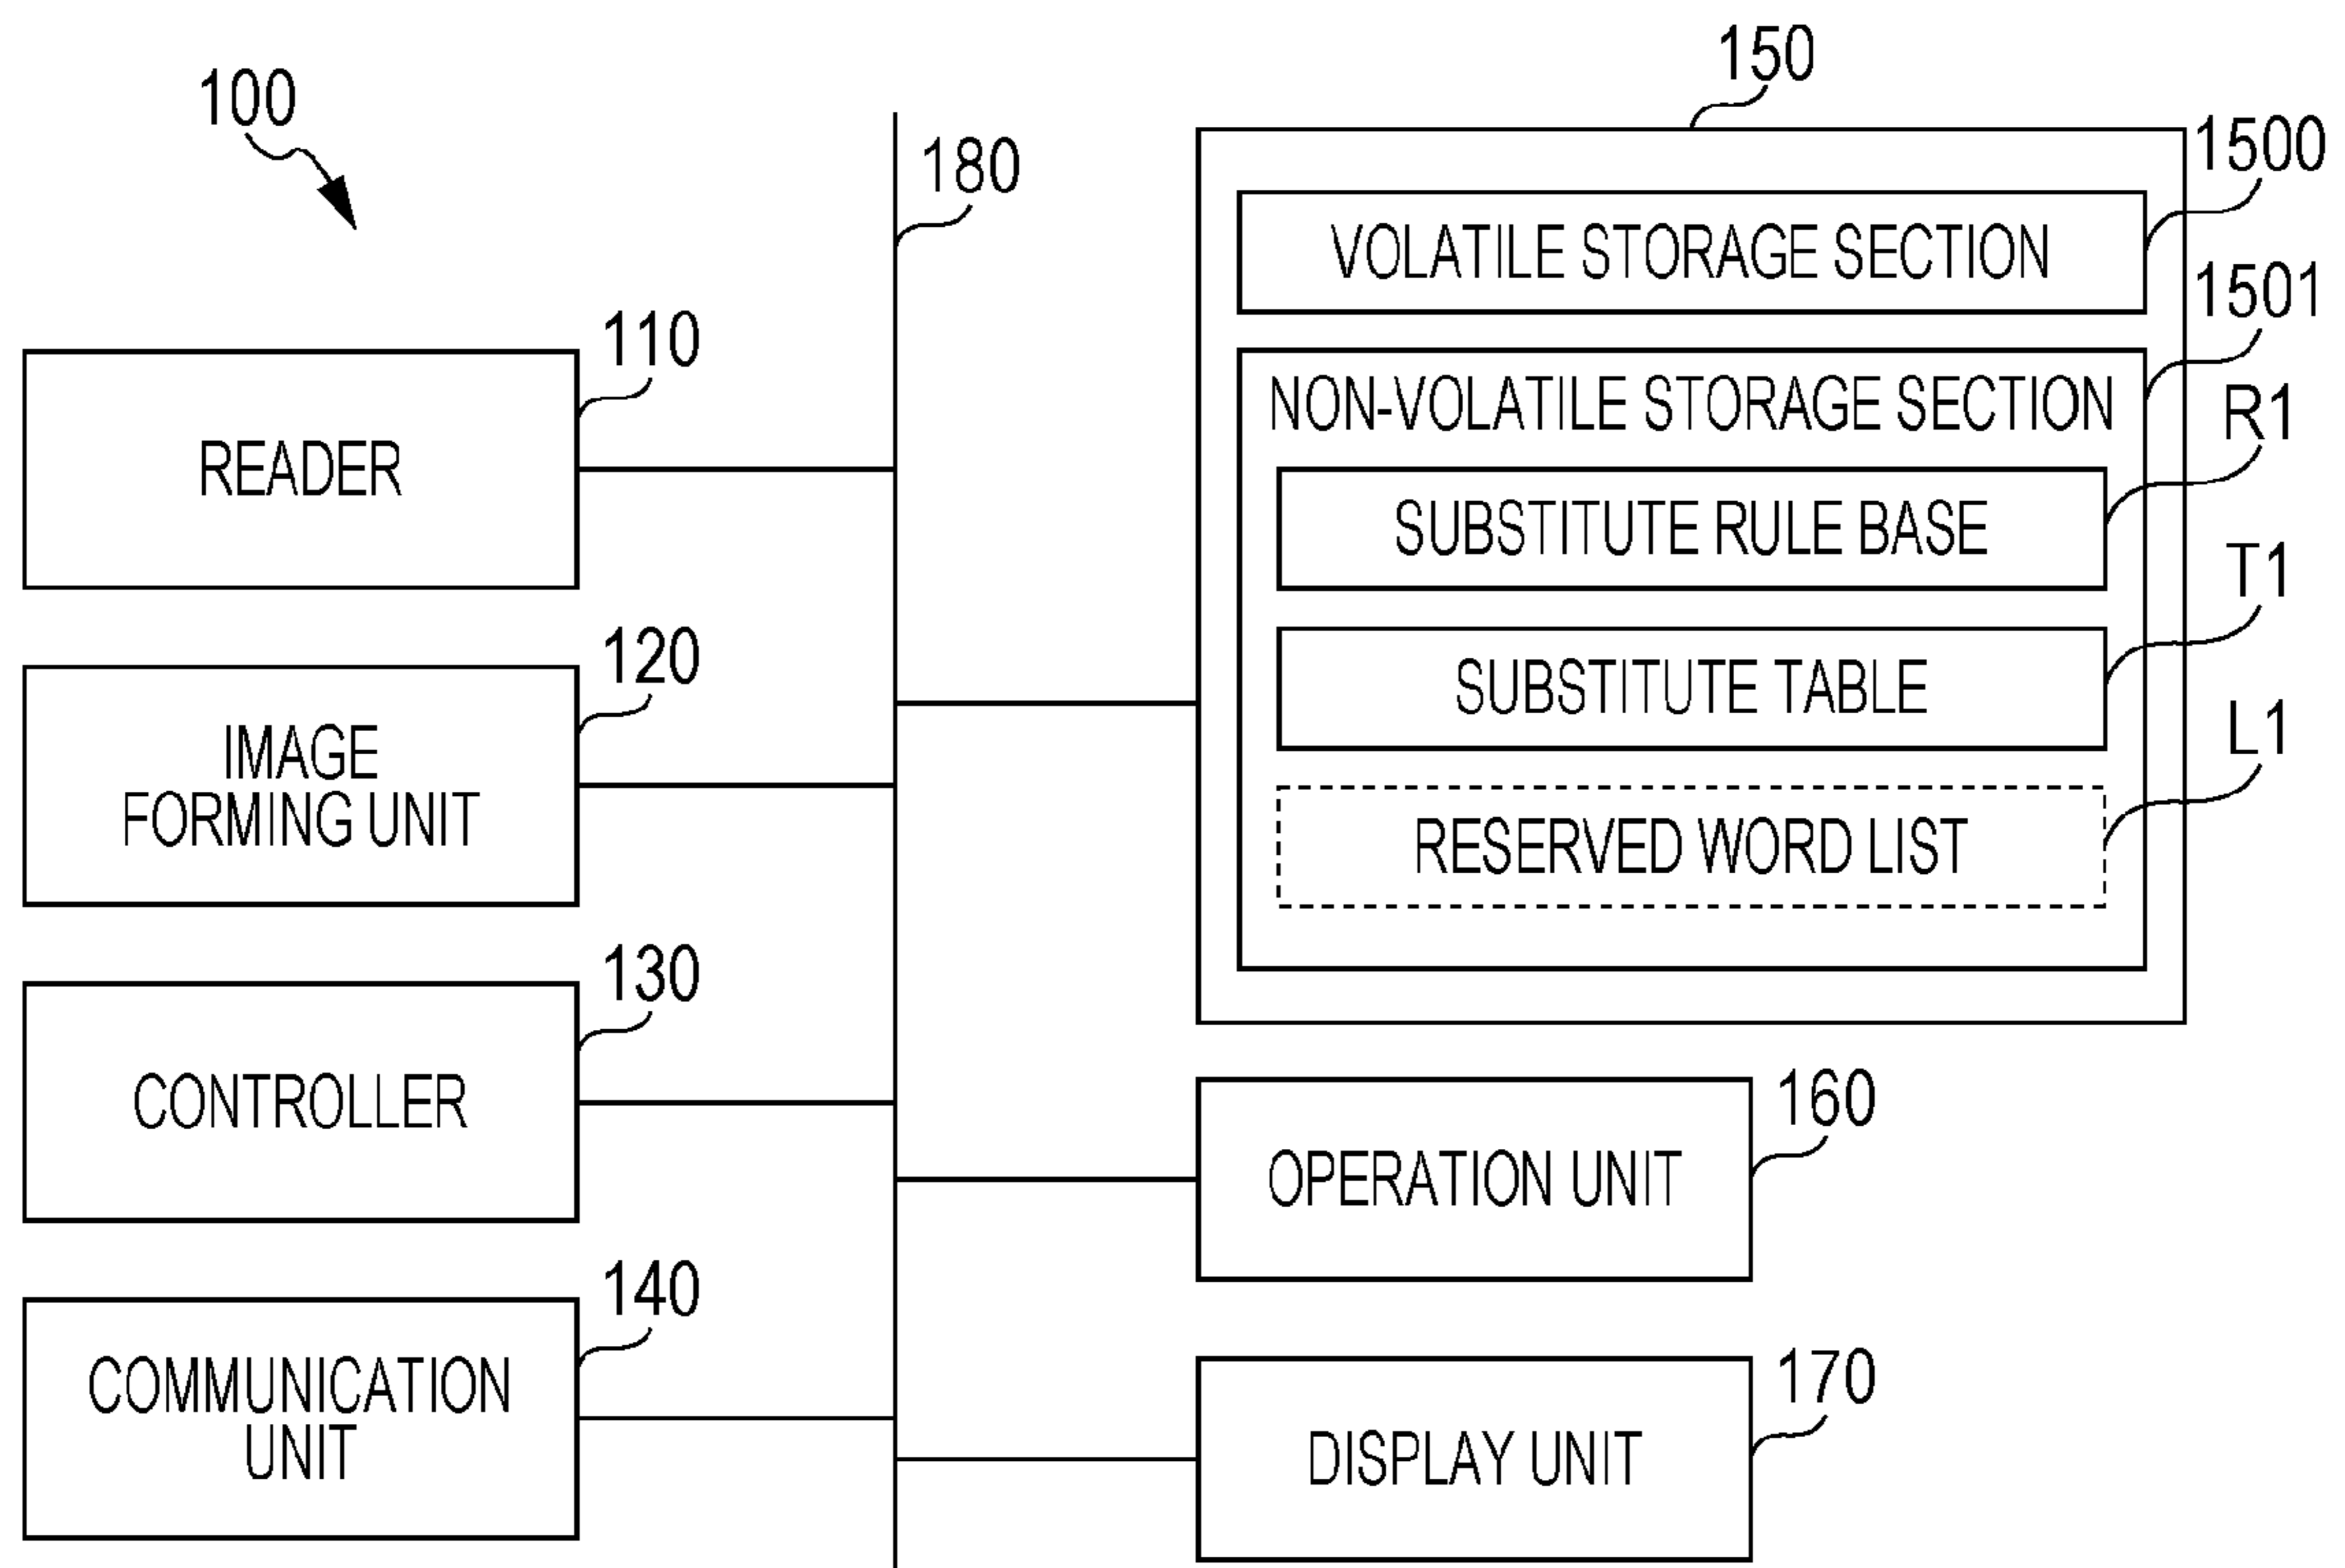 100
110
READER
120
IMAGE
FORMING UNIT
130
CONTROLLER
140
COMMUNICATION
UNIT
180
150
1500
VOLATILE STORAGE SECTION
1501
NON-VOLATILE STORAGE SECTION
R1
SUBSTITUTE RULE BASE
T1
SUBSTITUTE TABLE
L1
RESERVED WORD LIST
160
OPERATION UNIT
170
DISPLAY UNIT